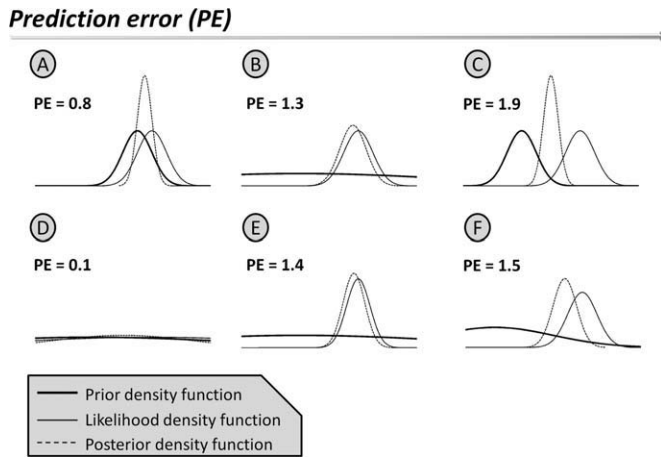 Prediction error (PE)
A
B
C
PE = 0.8
PE = 1.3
PE = 1.9
D
E
F
PE = 0.1
PE = 1.4
PE = 1.5
Prior density function
Likelihood density function
Posterior density function